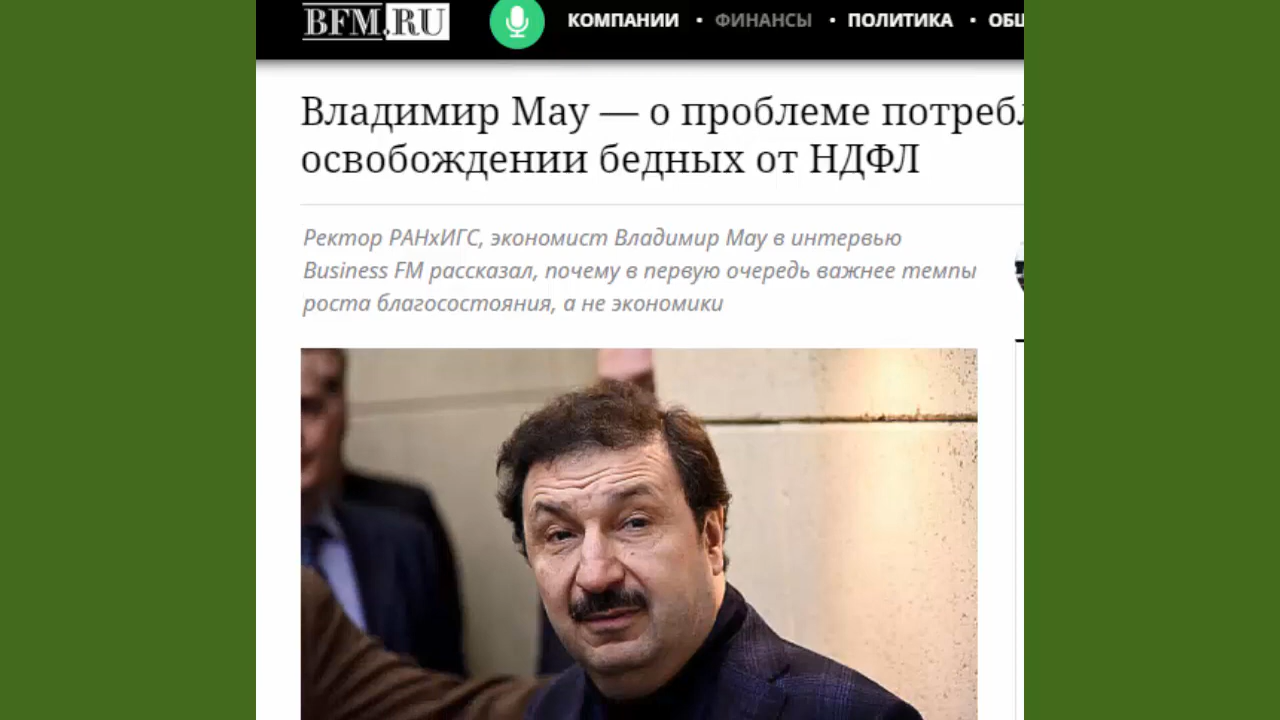 BFM.RU
КОМПАНИИ • ФИНАНСЫ • ПОЛИТИКА •
Владимир Мау — о проблеме
освобождении бедных от НДФЛ
Ректор РАНхИГС, экономист Владимир Мау в интервью
Business FM рассказал, почему в первую очередь важнее темпы
роста благосостояния, а не экономики